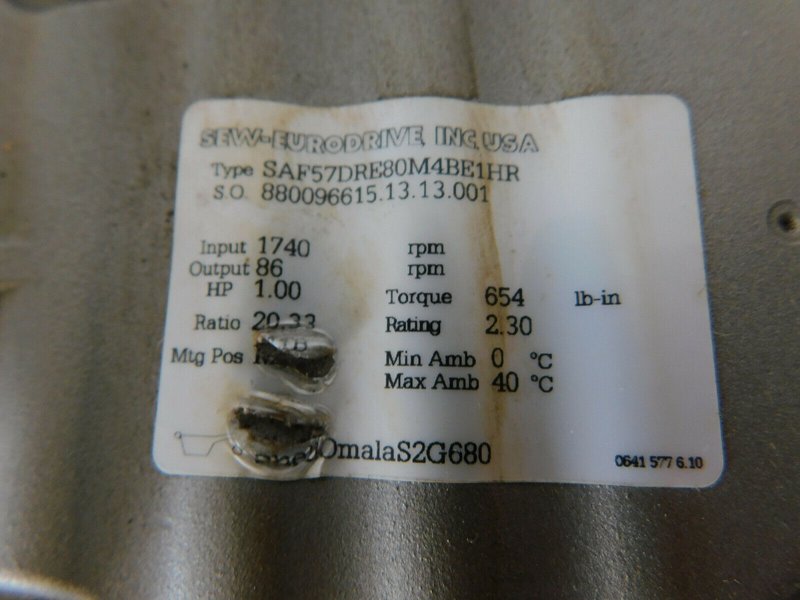 SEW-EURODRIVE, INC. USA
Type SAF57DRE80M4BE1HR
S.O. 880096615.13.13.001
Input 1740 rpm
Output 86 rpm
HP 1.00 Torque 654 lb-in
Ratio 20.33 Rating 2.30
Mtg Pos Min Amb 0 °C
Max Amb 40 °C
OmalaS2G680
0641 577 6.10